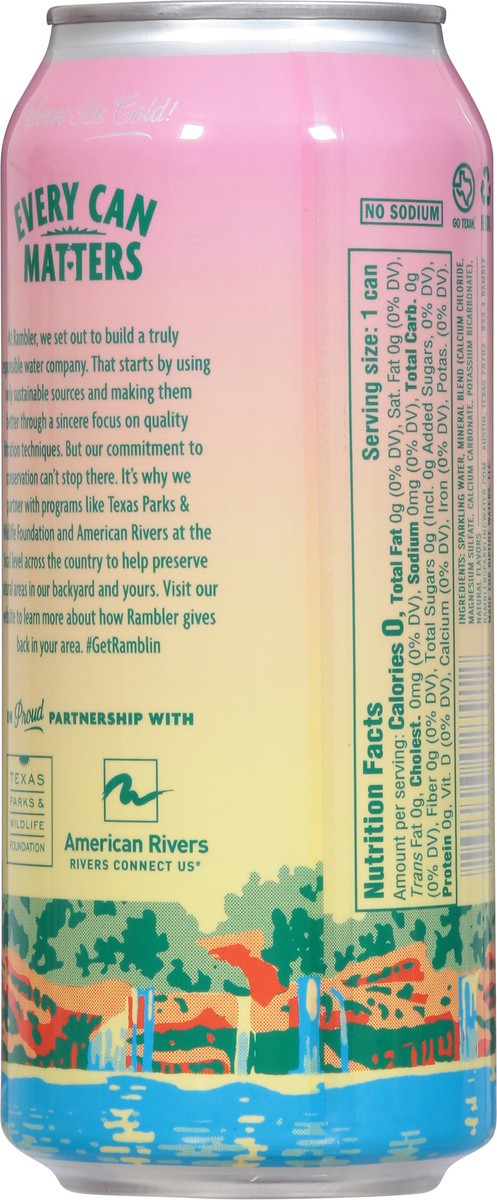 Ice Cold!
EVERY CAN
MATTERS
At Rambler, we set out to build a truly
water company. That starts by using
sustainable sources and making them
through a sincere focus on quality
techniques. But our commitment to
can't stop there. It's why we
with programs like Texas Parks &
Foundation and American Rivers at the
level across the country to help preserve
areas in our backyard and yours. Visit our
to learn more about how Rambler gives
back in your area. #GetRamblin
IN Proud PARTNERSHIP WITH
TEXAS
PARKS &
WILDLIFE
FOUNDATION
American Rivers
RIVERS CONNECT US®
NO SODIUM
GO TEXAN.
Nutrition Facts Serving size: 1 can
Amount per serving: Calories 0, Total Fat 0g (0% DV), Sat. Fat 0g (0% DV),
Trans Fat 0g, Cholest. 0mg (0% DV), Sodium 0mg (0% DV), Total Carb. 0g
(0% DV), Fiber 0g (0% DV), Total Sugars 0g (Incl. 0g Added Sugars, 0% DV),
Protein 0g, Vit. D (0% DV), Calcium (0% DV), Iron (0% DV), Potas. (0% DV).
INGREDIENTS: SPARKLING WATER, MINERAL BLEND (CALCIUM CHLORIDE,
MAGNESIUM SULFATE, CALCIUM CARBONATE, POTASSIUM BICARBONATE),
NATURAL FLAVORS
AUSTIN, TEXAS 78703